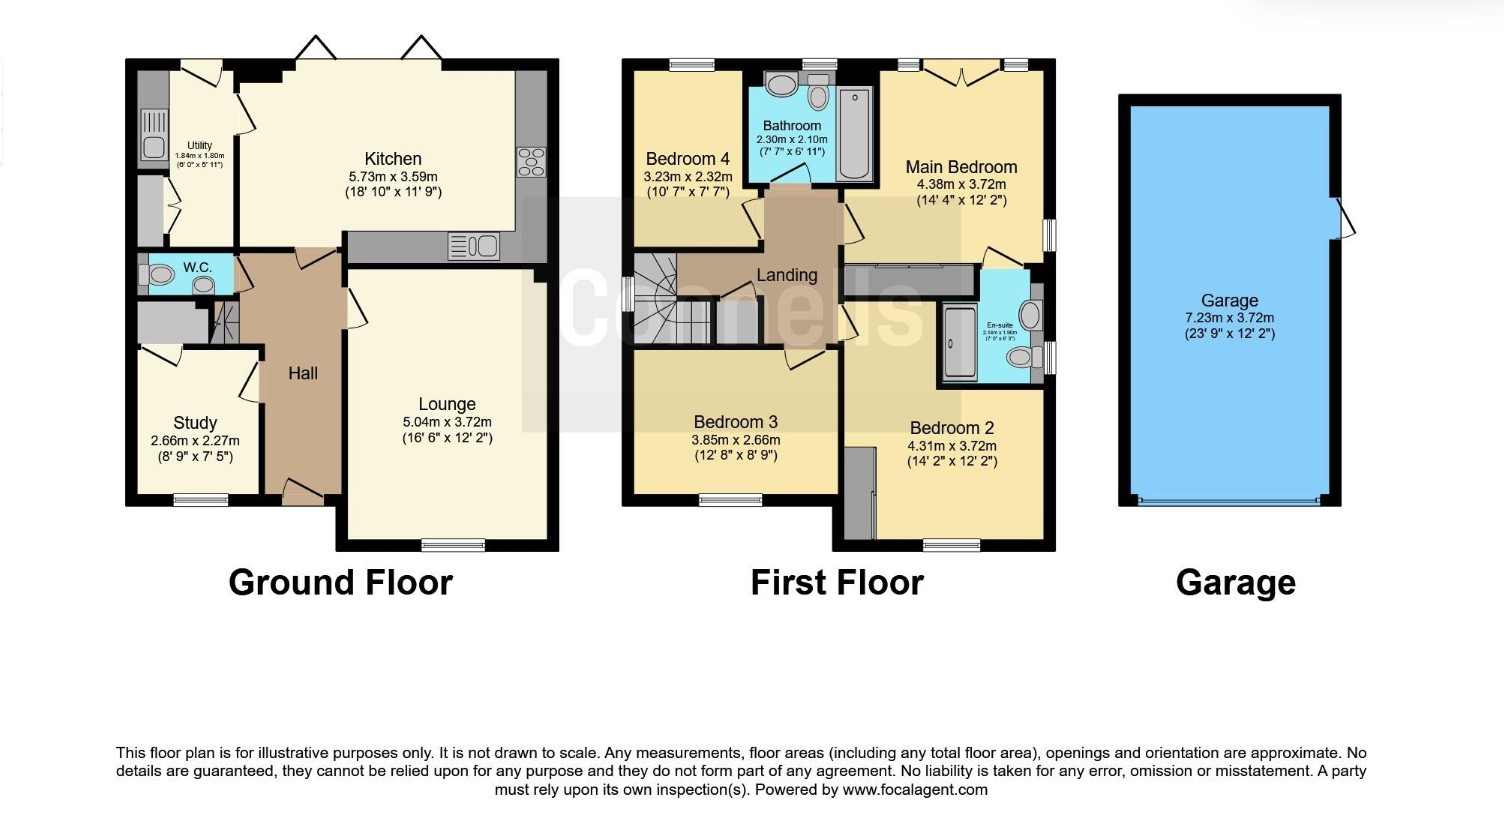 Utility
1.84m x 1.80m
(6' 0" x 5' 11")
Kitchen
5.73m x 3.59m
(18' 10" x 11' 9")
W.C.
Hall
Study
2.66m x 2.27m
(8' 9" x 7' 5")
Lounge
5.04m x 3.72m
(16' 6" x 12' 2")
Ground Floor
Bedroom 4
3.23m x 2.32m
(10' 7" x 7' 7")
Bathroom
2.30m x 2.10m
(7' 7" x 6' 11")
Main Bedroom
4.38m x 3.72m
(14' 4" x 12' 2")
Landing
Connells
En-suite
Bedroom 3
3.85m x 2.66m
(12' 8" x 8' 9")
Bedroom 2
4.31m x 3.72m
(14' 2" x 12' 2")
First Floor
Garage
7.23m x 3.72m
(23' 9" x 12' 2")
Garage
This floor plan is for illustrative purposes only. It is not drawn to scale. Any measurements, floor areas (including any total floor area), openings and orientation are approximate. No
details are guaranteed, they cannot be relied upon for any purpose and they do not form part of any agreement. No liability is taken for any error, omission or misstatement. A party
must rely upon its own inspection(s). Powered by www.focalagent.com